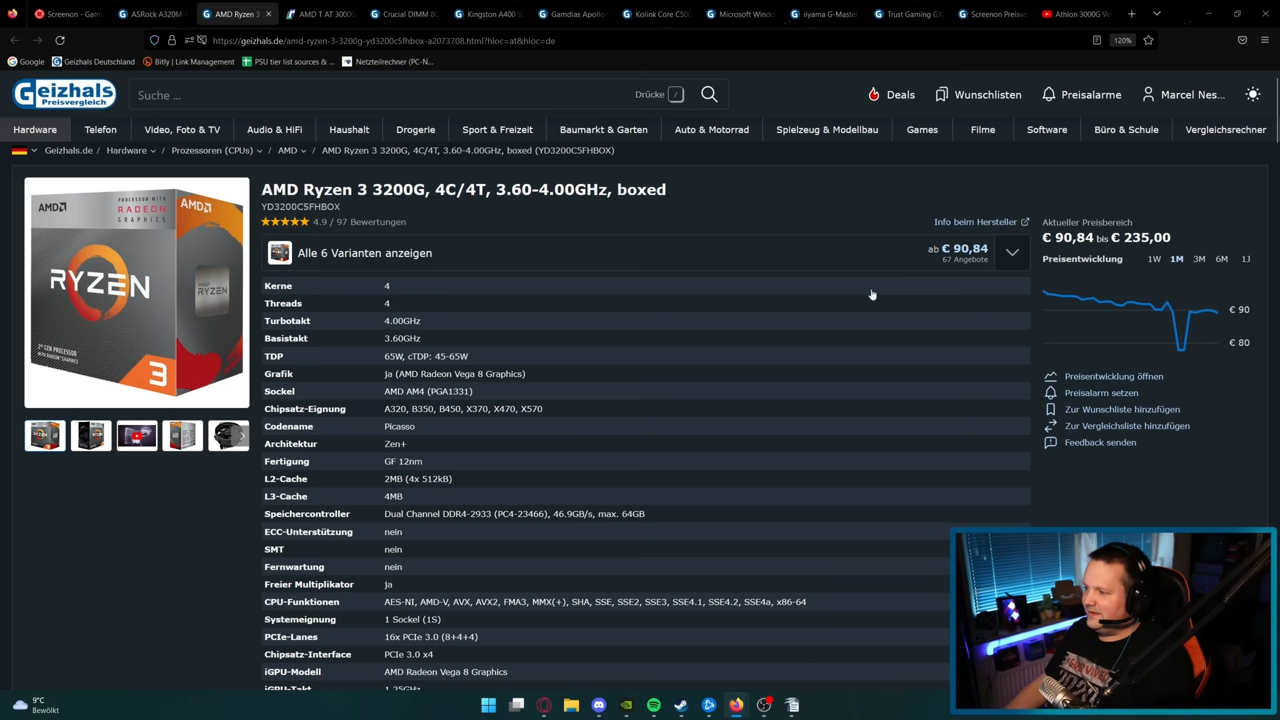 Screenon - Gam
ASRock A320M-
AMD Ryzen 3
AMD T AT 3000G
Crucial DIMM 8G
Kingston A400 S
Gamdias Apollo
Kolink Core C50
Microsoft Windo
iiyama G-Maste
Trust Gaming GX
Screenon Preisve
Athlon 3000G Ve
https://geizhals.de/amd-ryzen-3-3200g-yd3200c5fhbox-a2073708.html?hloc=at&hloc=de
120%
Google
Geizhals Deutschland
Bitly | Link Management
PSU tier list sources & ...
Netzteilrechner (PC-N...
Geizhals
Preisvergleich
Suche ...
Drücke /
Deals
Wunschlisten
Preisalarme
Marcel Nes...
Hardware
Telefon
Video, Foto & TV
Audio & HiFi
Haushalt
Drogerie
Sport & Freizeit
Baumarkt & Garten
Auto & Motorrad
Spielzeug & Modellbau
Games
Filme
Software
Büro & Schule
Vergleichsrechner
Geizhals.de / Hardware / Prozessoren (CPUs) / AMD / AMD Ryzen 3 3200G, 4C/4T, 3.60-4.00GHz, boxed (YD3200C5FHBOX)
AMD
PROCESSOR WITH
RADEON
GRAPHICS
AMD
RYZEN
RYZEN
3
AMD Ryzen 3 3200G, 4C/4T, 3.60-4.00GHz, boxed
YD3200C5FHBOX
4.9 / 97 Bewertungen
Info beim Hersteller
Alle 6 Varianten anzeigen
ab € 90,84
67 Angebote
Kerne 4
Threads 4
Turbotakt 4.00GHz
Basistakt 3.60GHz
TDP 65W, cTDP: 45-65W
Grafik ja (AMD Radeon Vega 8 Graphics)
Sockel AMD AM4 (PGA1331)
Chipsatz-Eignung A320, B350, B450, X370, X470, X570
Codename Picasso
Architektur Zen+
Fertigung GF 12nm
L2-Cache 2MB (4x 512kB)
L3-Cache 4MB
Speichercontroller Dual Channel DDR4-2933 (PC4-23466), 46.9GB/s, max. 64GB
ECC-Unterstützung nein
SMT nein
Fernwartung nein
Freier Multiplikator ja
CPU-Funktionen AES-NI, AMD-V, AVX, AVX2, FMA3, MMX(+), SHA, SSE, SSE2, SSE3, SSE4.1, SSE4.2, SSE4a, x86-64
Systemeignung 1 Sockel (1S)
PCIe-Lanes 16x PCIe 3.0 (8+4+4)
Chipsatz-Interface PCIe 3.0 x4
iGPU-Modell AMD Radeon Vega 8 Graphics
iGPU-Takt 1.25GHz
Aktueller Preisbereich
€ 90,84 bis € 235,00
Preisentwicklung 1W 1M 3M 6M 1J
€ 90
€ 80
Preisentwicklung öffnen
Preisalarm setzen
Zur Wunschliste hinzufügen
Zur Vergleichsliste hinzufügen
Feedback senden
9°C
Bewölkt